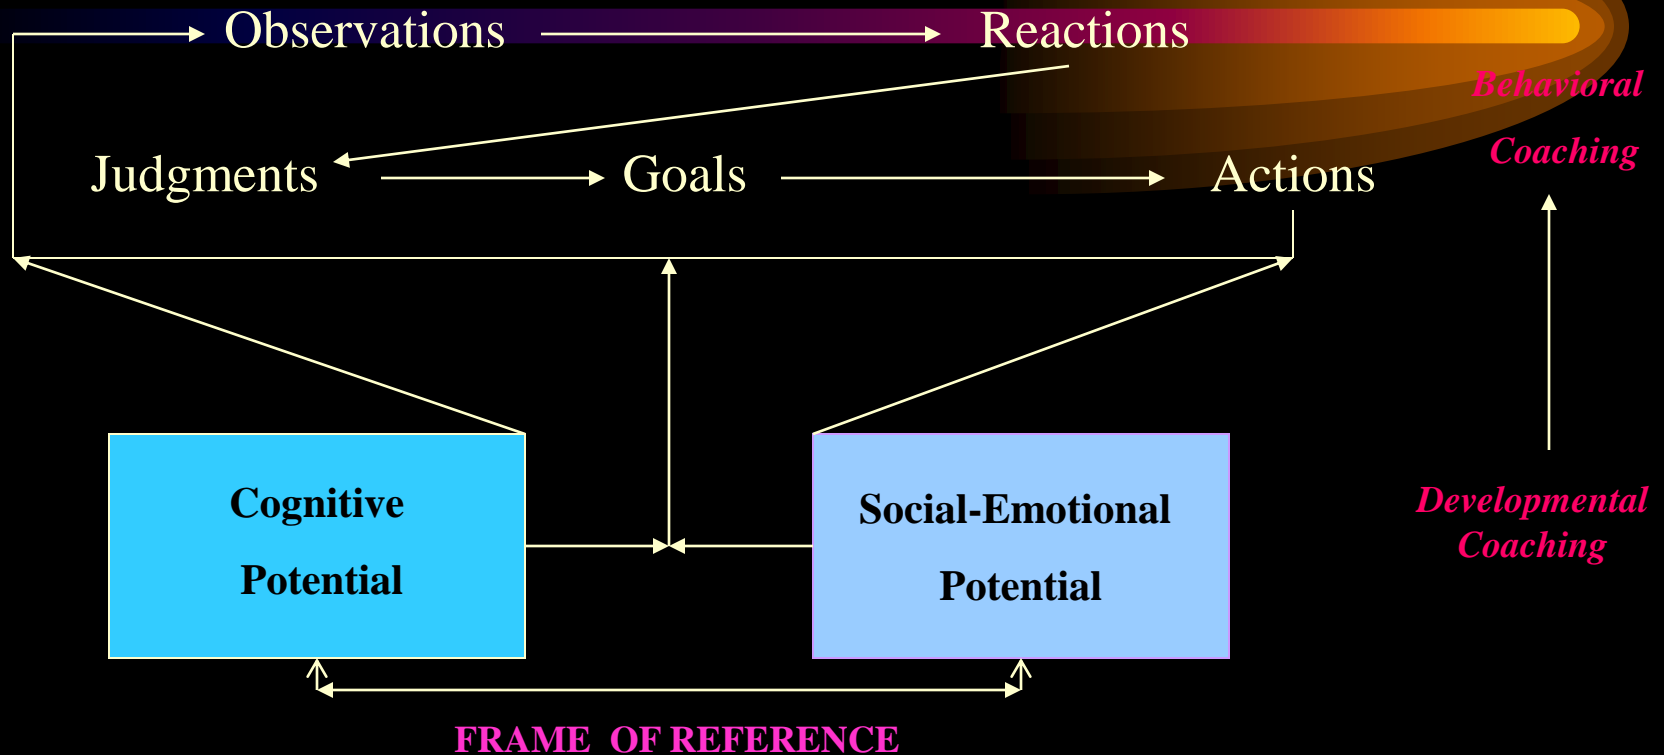 Observations
Reactions
Behavioral
Coaching
Judgments
Goals
Actions
Cognitive
Potential
Social-Emotional
Potential
Developmental
Coaching
FRAME OF REFERENCE